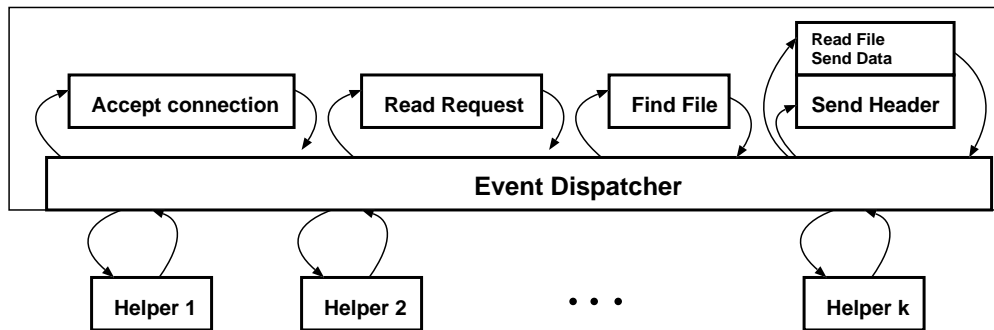 Read File
Send Data
Accept connection
Read Request
Find File
Send Header
Event Dispatcher
Helper 1
Helper 2
• • •
Helper k